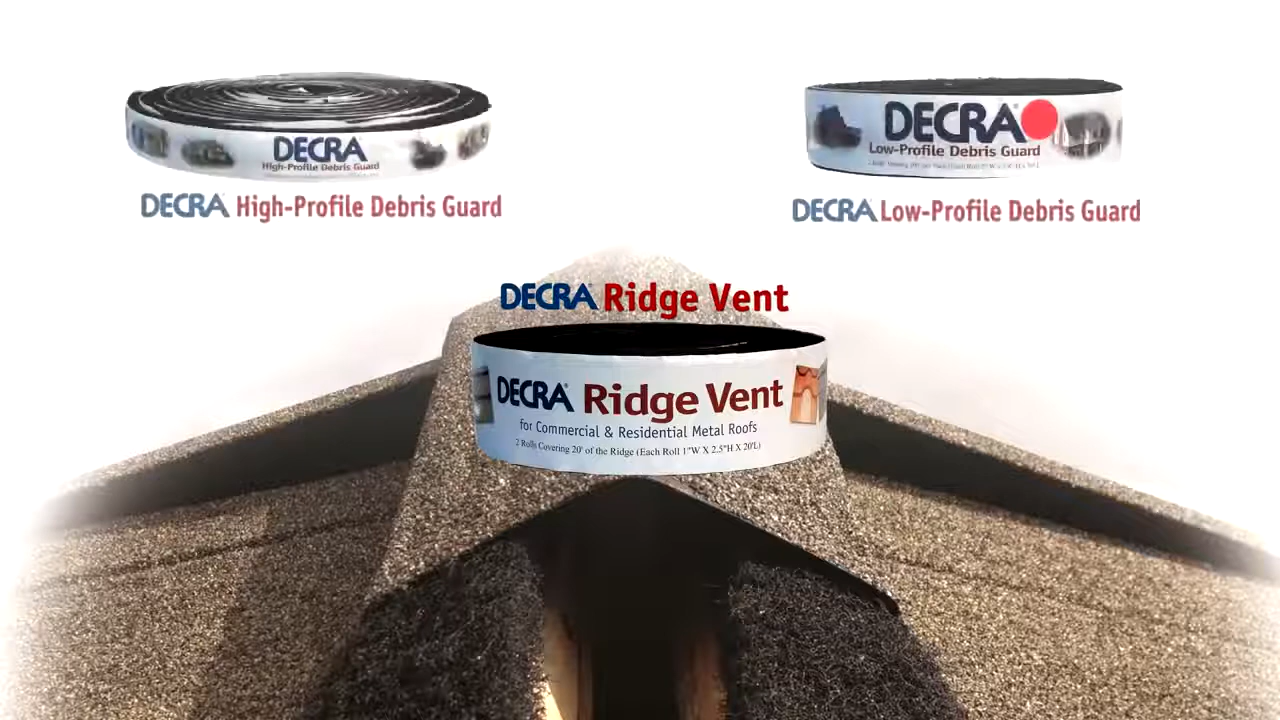 DECRA
High-Profile Debris Guard
DECRA High-Profile Debris Guard
DECRA
Low-Profile Debris Guard
DECRA Low-Profile Debris Guard
DECRA Ridge Vent
DECRA® Ridge Vent
for Commercial & Residential Metal Roofs
2 Rolls Covering 20' of the Ridge (Each Roll 1"W X 2.5"H X 20'L)